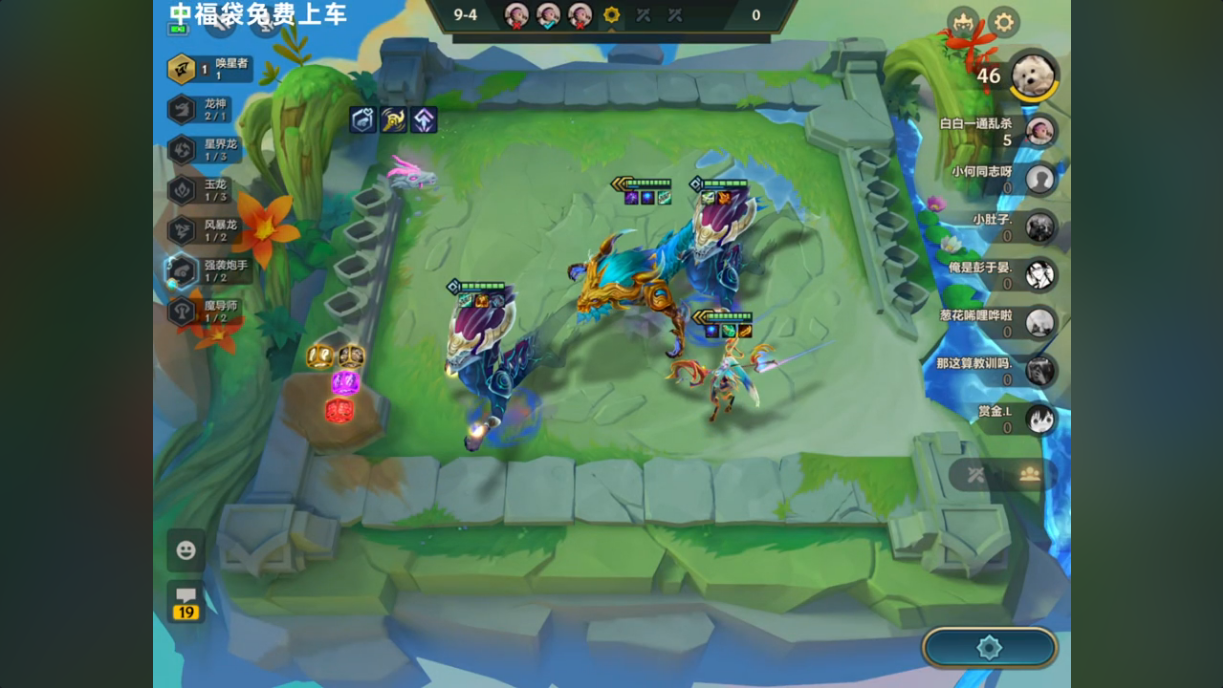 中福袋免费上车
9-4
0
1 唤星者
1
龙神
2/1
星界龙
1/3
玉龙
1/3
风暴龙
1/2
强袭炮手
1/2
魔导师
1/2
46
白白一通乱杀
5
小何同志呀
0
小肚子.
0
俺是彭于晏.
0
葱花唏哩哗啦
0
那这算教训吗.
0
赏金.L
0
19